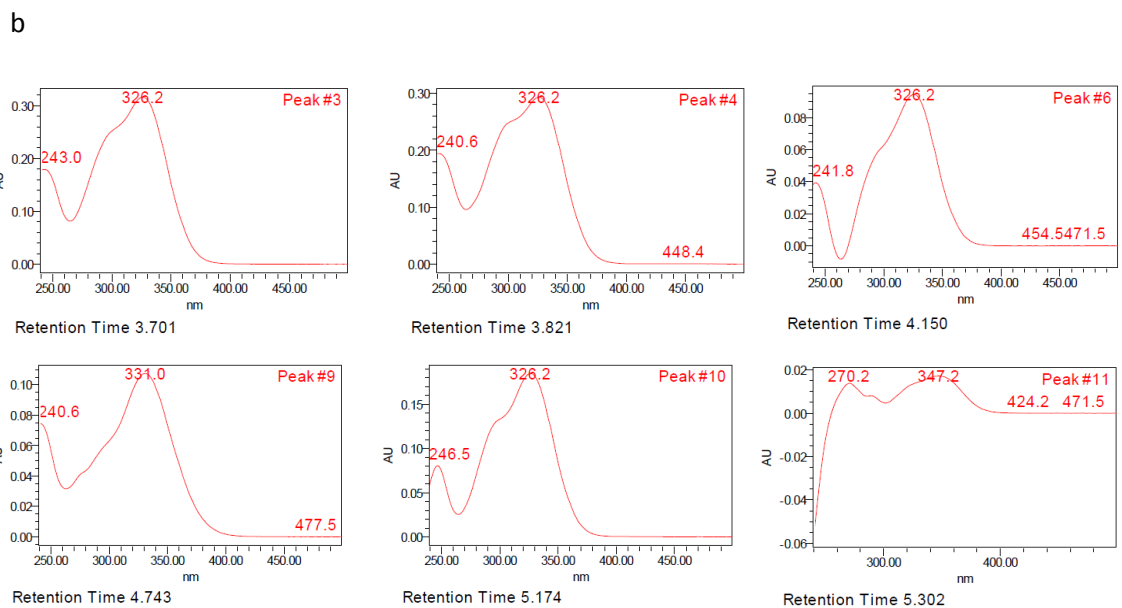 b
Peak #3
326.2
243.0
0.30
0.20
0.10
0.00
AU
250.00 300.00 350.00 400.00 450.00
nm
Retention Time 3.701
Peak #4
326.2
240.6
448.4
0.30
0.20
0.10
0.00
AU
250.00 300.00 350.00 400.00 450.00
nm
Retention Time 3.821
Peak #6
326.2
241.8
454.5471.5
0.08
0.06
0.04
0.02
0.00
AU
250.00 300.00 350.00 400.00 450.00
nm
Retention Time 4.150
Peak #9
331.0
240.6
477.5
0.10
0.08
0.06
0.04
0.02
0.00
AU
250.00 300.00 350.00 400.00 450.00
nm
Retention Time 4.743
Peak #10
326.2
246.5
0.15
0.10
0.05
0.00
AU
250.00 300.00 350.00 400.00 450.00
nm
Retention Time 5.174
Peak #11
270.2 347.2
424.2 471.5
0.02
0.00
-0.02
-0.04
-0.06
AU
300.00 400.00
nm
Retention Time 5.302